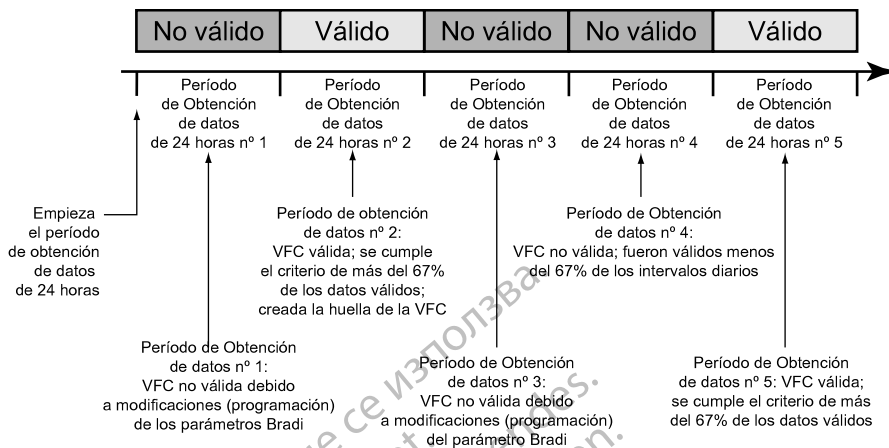 No válido
Válido
No válido
No válido
Válido
Período
de Obtención
de datos
de 24 horas nº 1
Período
de Obtención
de datos
de 24 horas nº 2
Período
de Obtención
de datos
de 24 horas nº 3
Período
de Obtención
de datos
de 24 horas nº 4
Período
de Obtención
de datos
de 24 horas nº 5
Empieza
el período
de obtención
de datos
de 24 horas
Período de obtención
de datos nº 2:
VFC válida; se cumple
el criterio de más del 67%
de los datos válidos;
creada la huella de la VFC
Período de Obtención
de datos nº 4:
VFC no válida; fueron válidos menos
del 67% de los intervalos diarios
Período de Obtención
de datos nº 1:
VFC no válida debido
a modificaciones (programación)
de los parámetros Bradi
Período de Obtención
de datos nº 3:
VFC no válida debido
a modificaciones (programación)
del parámetro Bradi
Período de Obtención
de datos nº 5: VFC válida;
se cumple el criterio de más
del 67% de los datos válidos
се използва